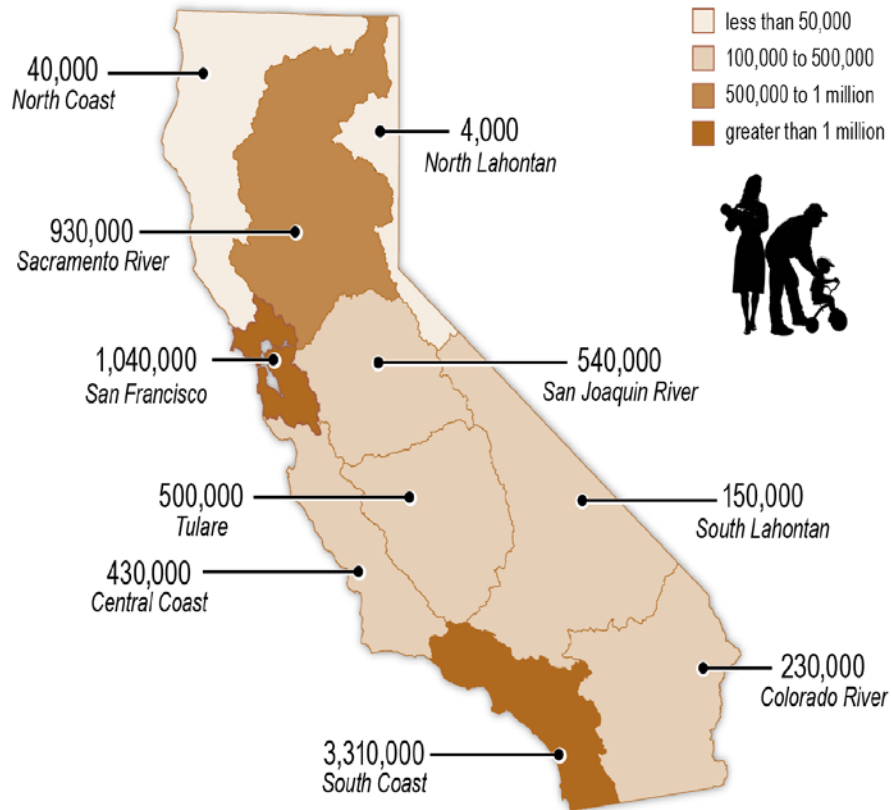 less than 50,000
100,000 to 500,000
500,000 to 1 million
greater than 1 million
40,000
North Coast
4,000
North Lahontan
930,000
Sacramento River
1,040,000
San Francisco
540,000
San Joaquin River
500,000
Tulare
150,000
South Lahontan
430,000
Central Coast
230,000
Colorado River
3,310,000
South Coast